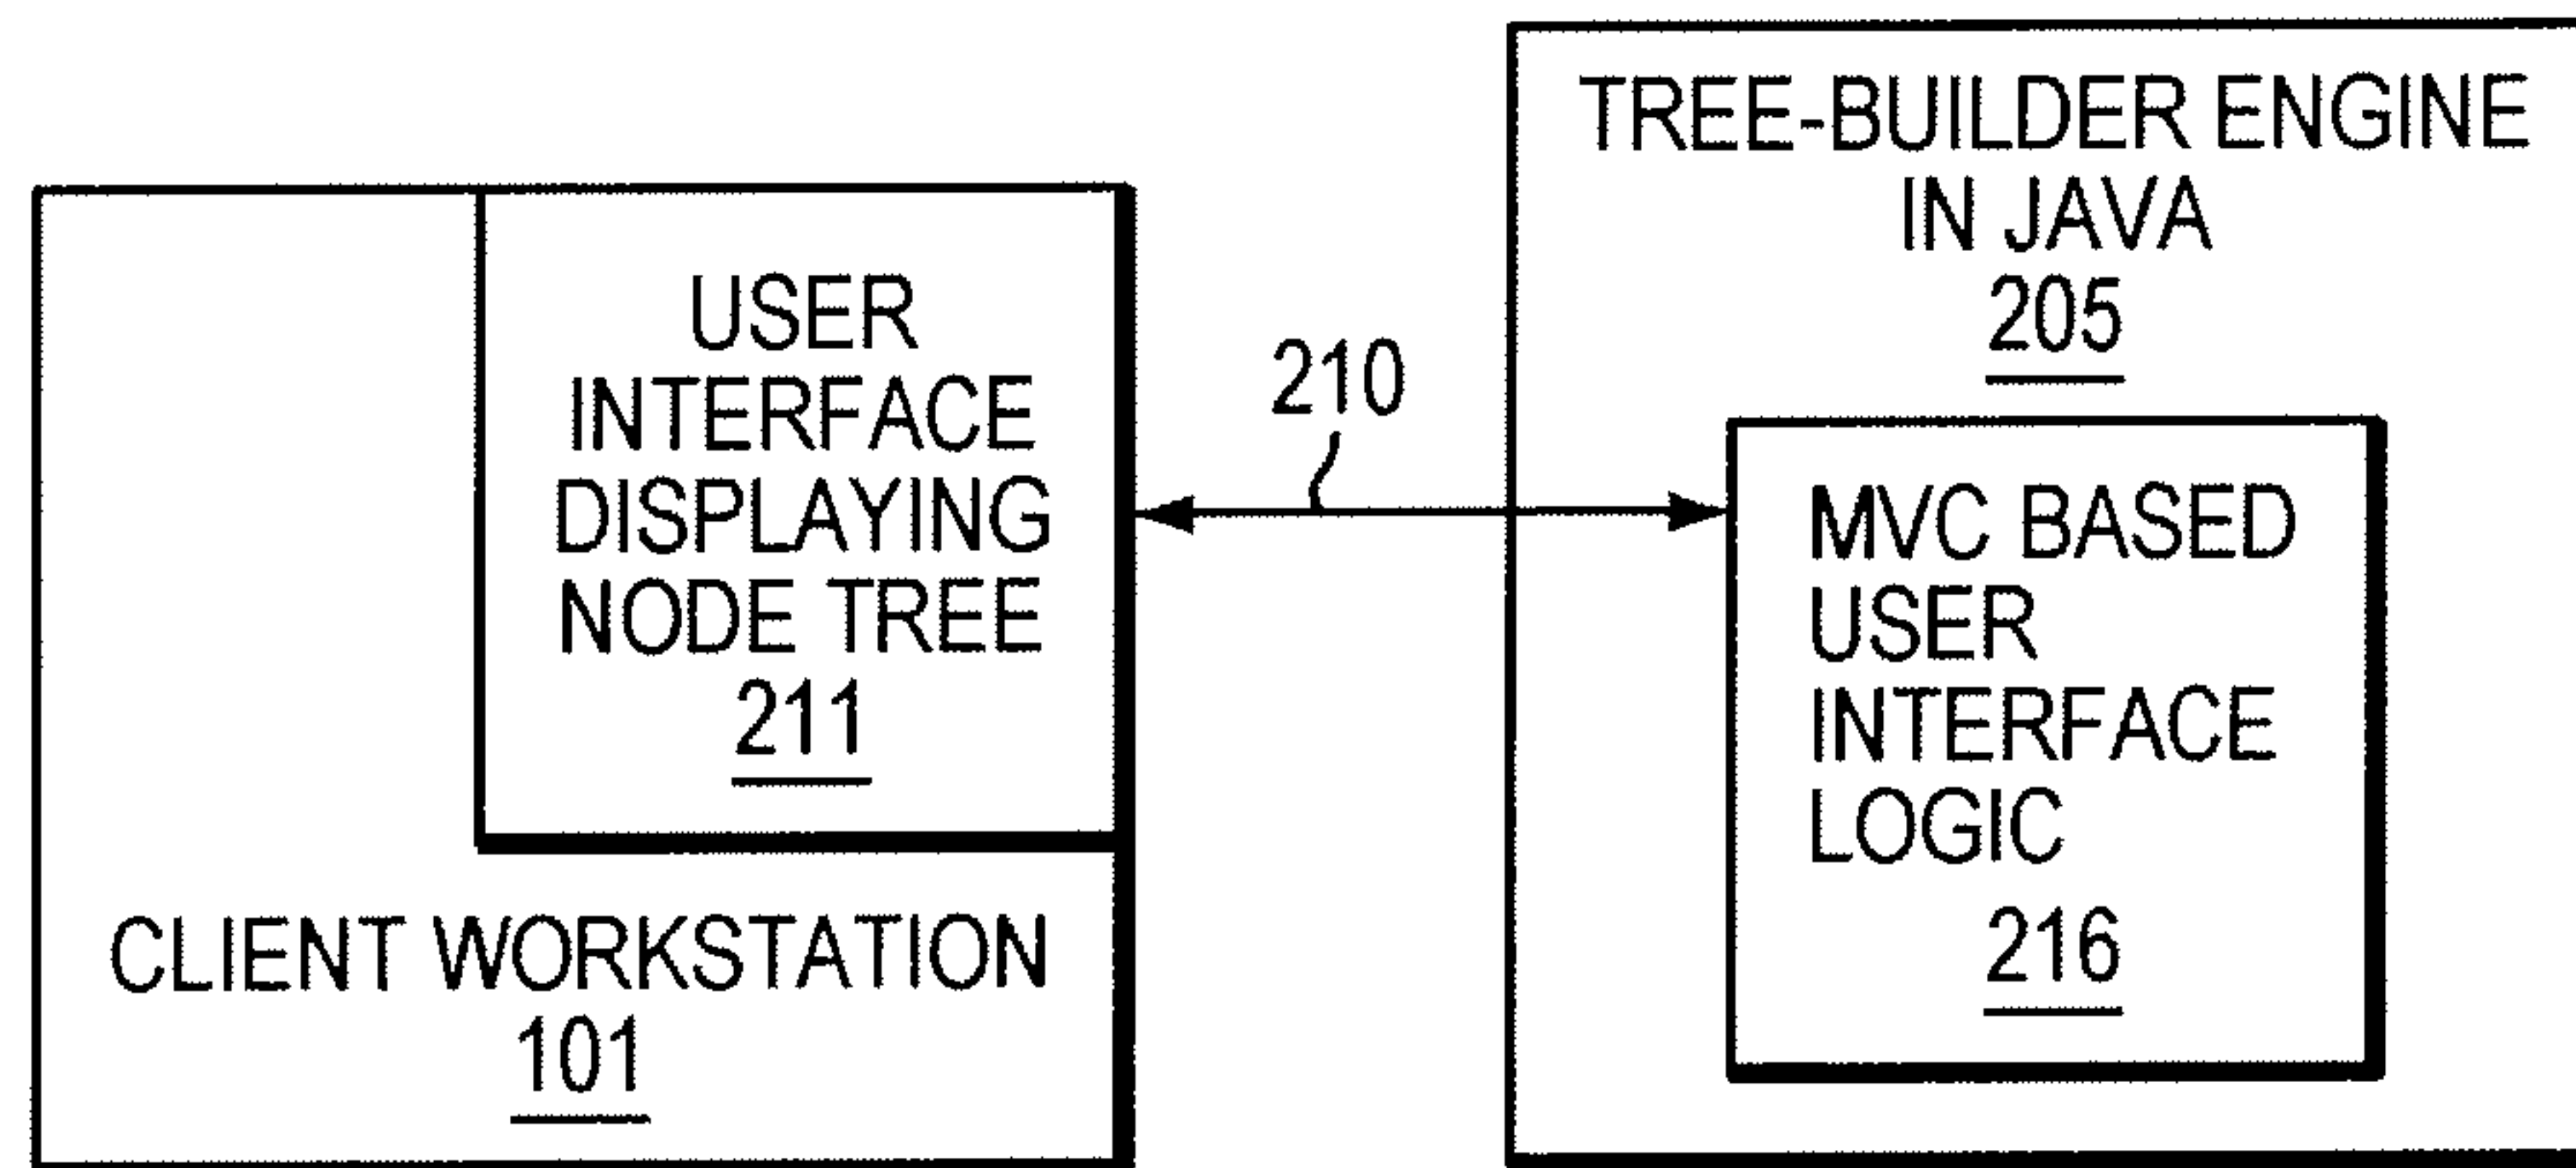 USER
INTERFACE
DISPLAYING
NODE TREE
211
CLIENT WORKSTATION
101
210
TREE-BUILDER ENGINE
IN JAVA
205
MVC BASED
USER
INTERFACE
LOGIC
216